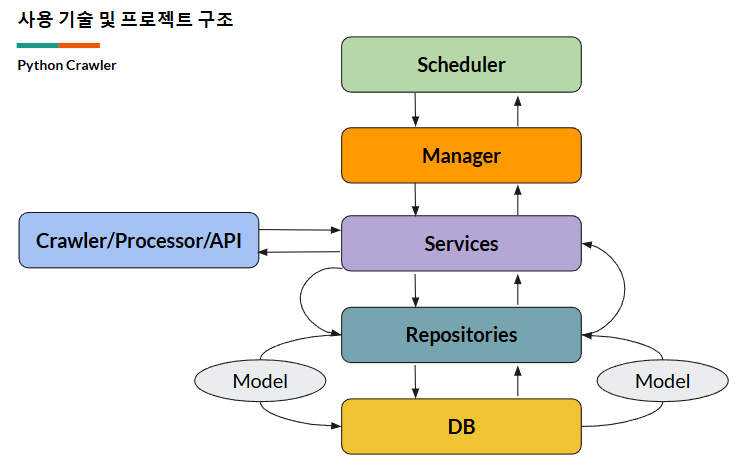 사용 기술 및 프로젝트 구조
Python Crawler
Scheduler
Manager
Crawler/Processor/API
Services
Repositories
Model
Model
DB